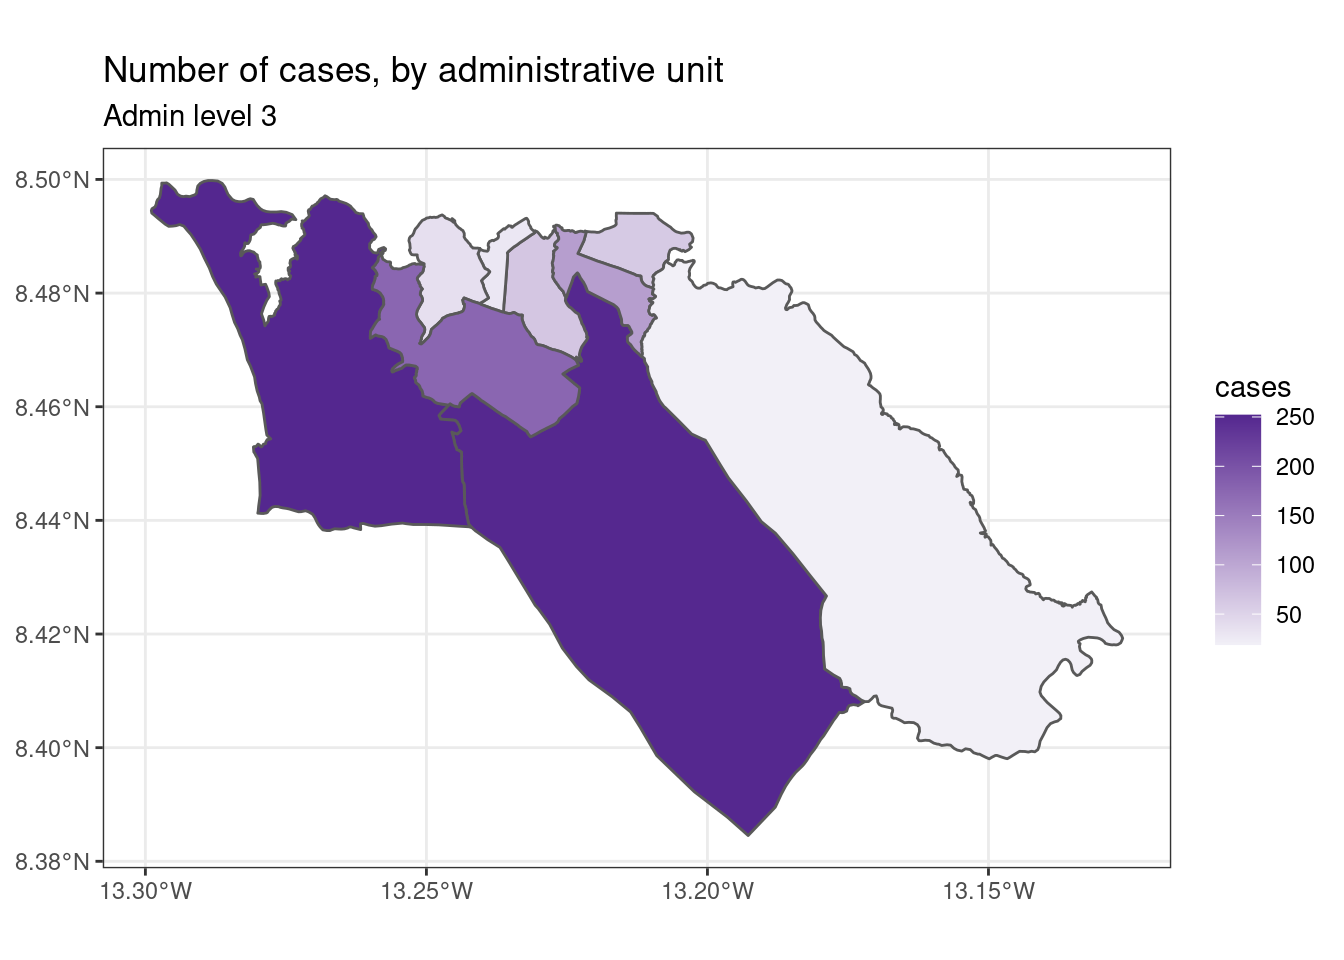 Number of cases, by administrative unit
Admin level 3
8.50°N
8.48°N
8.46°N
8.44°N
8.42°N
8.40°N
8.38°N
13.30°W
13.25°W
13.20°W
13.15°W
cases
250
200
150
100
50